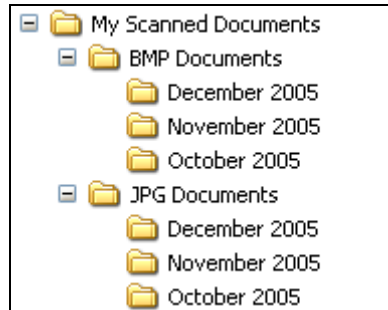 My Scanned Documents
BMP Documents
December 2005
November 2005
October 2005
JPG Documents
December 2005
November 2005
October 2005